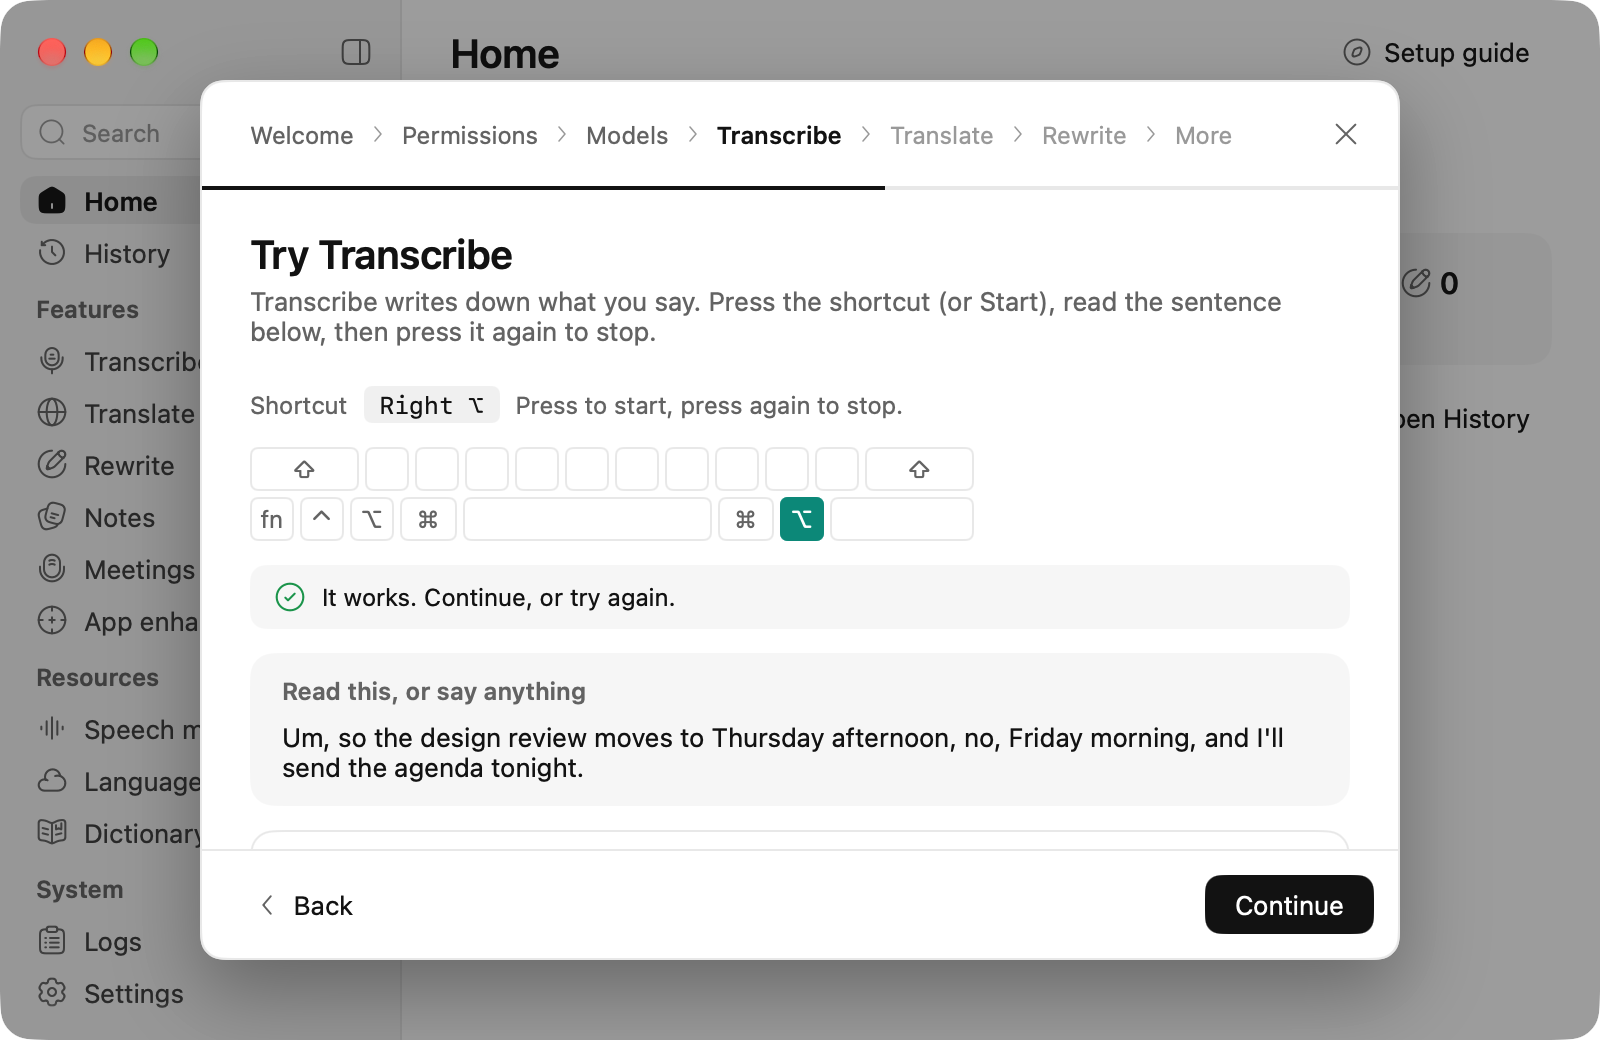 Home
Setup guide
Search
Home
History
Features
Transcribe
Translate
Rewrite
Notes
Meetings
App enha
Resources
Speech m
Language
Dictionary
System
Logs
Settings
0
pen History
Welcome > Permissions > Models > Transcribe > Translate > Rewrite > More
Try Transcribe
Transcribe writes down what you say. Press the shortcut (or Start), read the sentence
below, then press it again to stop.
Shortcut Right ⌥ Press to start, press again to stop.
⇧ ⇧
fn ^ ⌥ ⌘ ⌘ ⌥
It works. Continue, or try again.
Read this, or say anything
Um, so the design review moves to Thursday afternoon, no, Friday morning, and I'll
send the agenda tonight.
Back
Continue